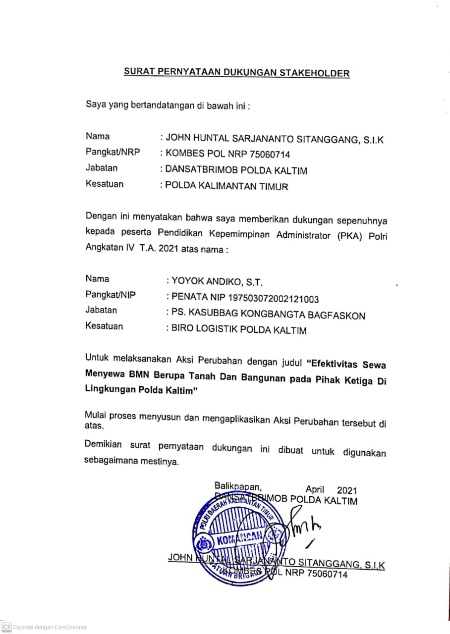 SURAT PERNYATAAN DUKUNGAN STAKEHOLDER
Saya yang bertandatangan di bawah ini :
Nama : JOHN HUNTAL SARJANANTO SITANGGANG, S.I.K
Pangkat/NRP : KOMBES POL NRP 75060714
Jabatan : DANSATBRIMOB POLDA KALTIM
Kesatuan : POLDA KALIMANTAN TIMUR
Dengan ini menyatakan bahwa saya memberikan dukungan sepenuhnya
kepada peserta Pendidikan Kepemimpinan Administrator (PKA) Polri
Angkatan IV T.A. 2021 atas nama :
Nama : YOYOK ANDIKO, S.T.
Pangkat/NIP : PENATA NIP 197503072002121003
Jabatan : PS. KASUBBAG KONGBANGTA BAGFASKON
Kesatuan : BIRO LOGISTIK POLDA KALTIM
Untuk melaksanakan Aksi Perubahan dengan judul "Efektivitas Sewa
Menyewa BMN Berupa Tanah Dan Bangunan pada Pihak Ketiga Di
Lingkungan Polda Kaltim"
Mulai proses menyusun dan mengaplikasikan Aksi Perubahan tersebut di
atas.
Demikian surat pernyataan dukungan ini dibuat untuk digunakan
sebagaimana mestinya.
Balikpapan, April 2021
DANSATBRIMOB POLDA KALTIM
POLRI DAERAH KALIMANTAN TIMUR
KOMANDAN
JOHN HUNTAL SARJANANTO SITANGGANG, S.I.K
KOMBES POL NRP 75060714
CS Dipindai dengan CamScanner